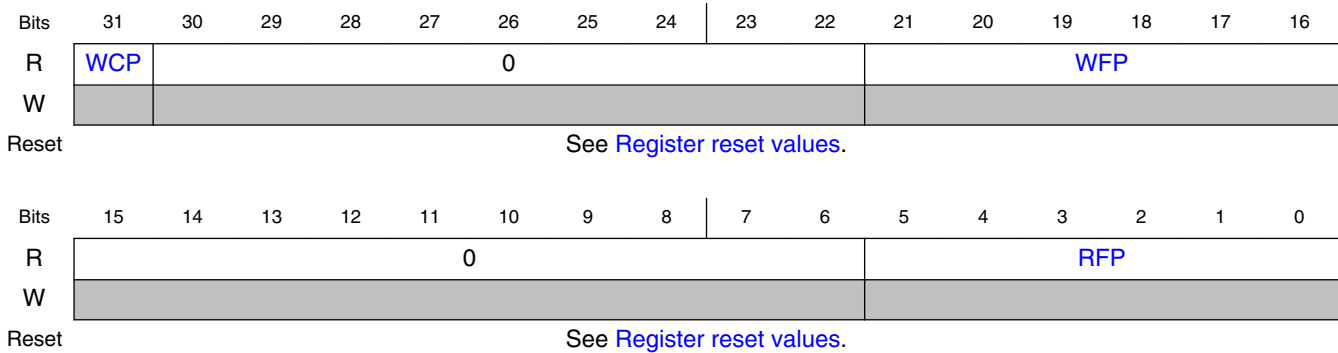 Bits 31 30 29 28 27 26 25 24 23 22 21 20 19 18 17 16
R WCP 0 WFP
W
Reset See Register reset values.
Bits 15 14 13 12 11 10 9 8 7 6 5 4 3 2 1 0
R 0 RFP
W
Reset See Register reset values.